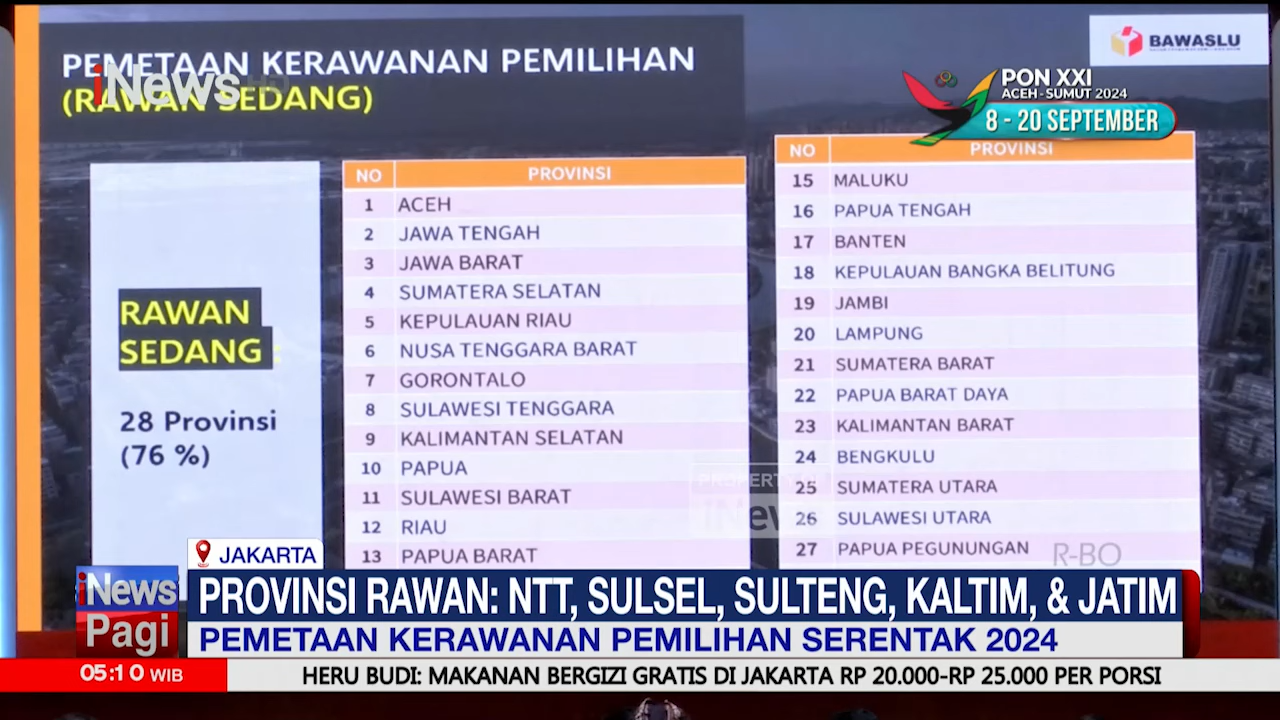 PEMETAAN KERAWANAN PEMILIHAN
(RAWAN SEDANG)
iNews HD
BAWASLU
PON XXI
ACEH - SUMUT 2024
8 - 20 SEPTEMBER
RAWAN
SEDANG :
28 Provinsi
(76 %)
NO PROVINSI
1 ACEH
2 JAWA TENGAH
3 JAWA BARAT
4 SUMATERA SELATAN
5 KEPULAUAN RIAU
6 NUSA TENGGARA BARAT
7 GORONTALO
8 SULAWESI TENGGARA
9 KALIMANTAN SELATAN
10 PAPUA
11 SULAWESI BARAT
12 RIAU
13 PAPUA BARAT
NO PROVINSI
15 MALUKU
16 PAPUA TENGAH
17 BANTEN
18 KEPULAUAN BANGKA BELITUNG
19 JAMBI
20 LAMPUNG
21 SUMATERA BARAT
22 PAPUA BARAT DAYA
23 KALIMANTAN BARAT
24 BENGKULU
25 SUMATERA UTARA
26 SULAWESI UTARA
27 PAPUA PEGUNUNGAN
PROPERTY OF
iNews
R-BO
JAKARTA
iNews
Pagi
PROVINSI RAWAN: NTT, SULSEL, SULTENG, KALTIM, & JATIM
PEMETAAN KERAWANAN PEMILIHAN SERENTAK 2024
05:10 WIB
HERU BUDI: MAKANAN BERGIZI GRATIS DI JAKARTA RP 20.000-RP 25.000 PER PORSI